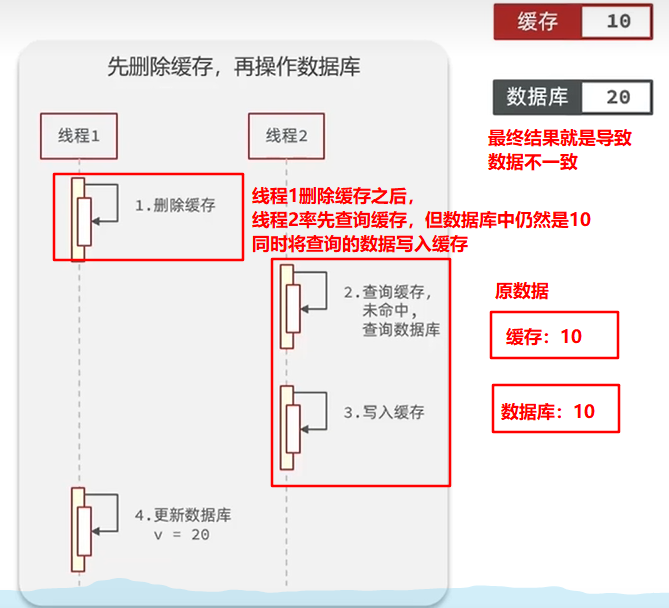 缓存 10
先删除缓存，再操作数据库
数据库 20
线程1
线程2
最终结果就是导致
数据不一致
1.删除缓存
线程1删除缓存之后，
线程2率先查询缓存，但数据库中仍然是10
同时将查询的数据写入缓存
2.查询缓存，
未命中，
查询数据库
原数据
缓存：10
3.写入缓存
数据库：10
4.更新数据库
v = 20